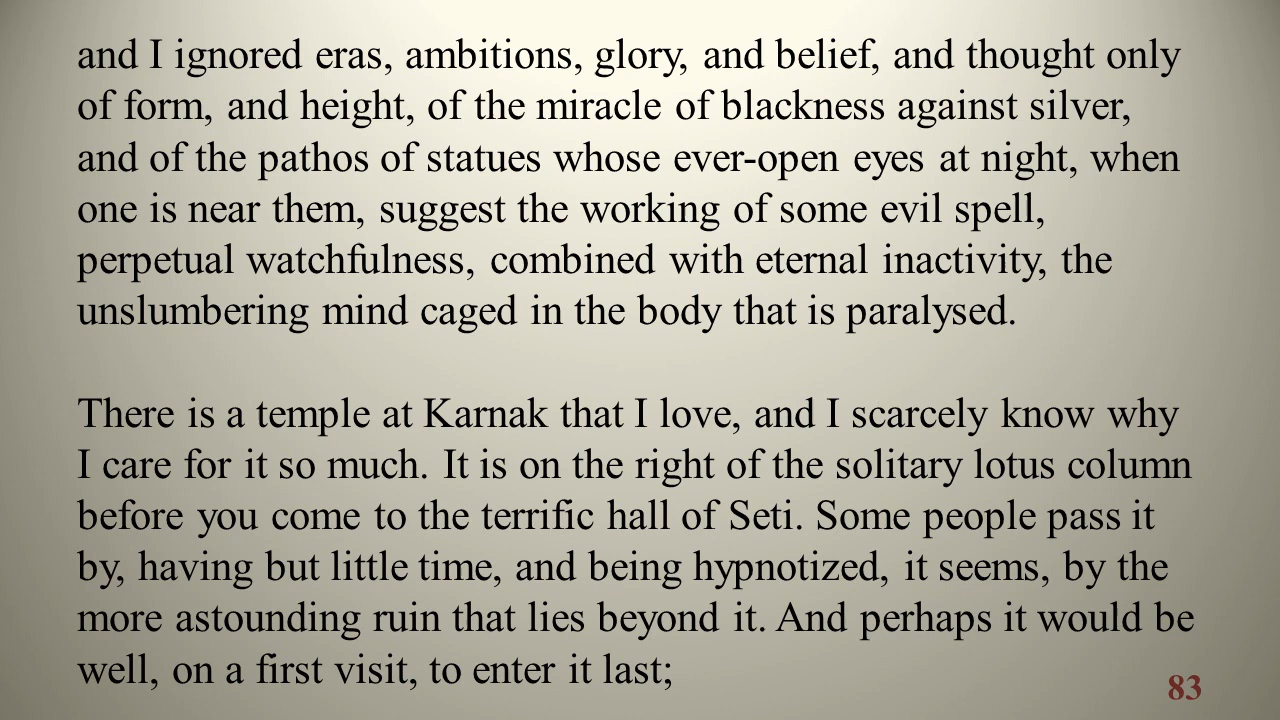 and I ignored eras, ambitions, glory, and belief, and thought only
of form, and height, of the miracle of blackness against silver,
and of the pathos of statues whose ever-open eyes at night, when
one is near them, suggest the working of some evil spell,
perpetual watchfulness, combined with eternal inactivity, the
unslumbering mind caged in the body that is paralysed.
There is a temple at Karnak that I love, and I scarcely know why
I care for it so much. It is on the right of the solitary lotus column
before you come to the terrific hall of Seti. Some people pass it
by, having but little time, and being hypnotized, it seems, by the
more astounding ruin that lies beyond it. And perhaps it would be
well, on a first visit, to enter it last;
83